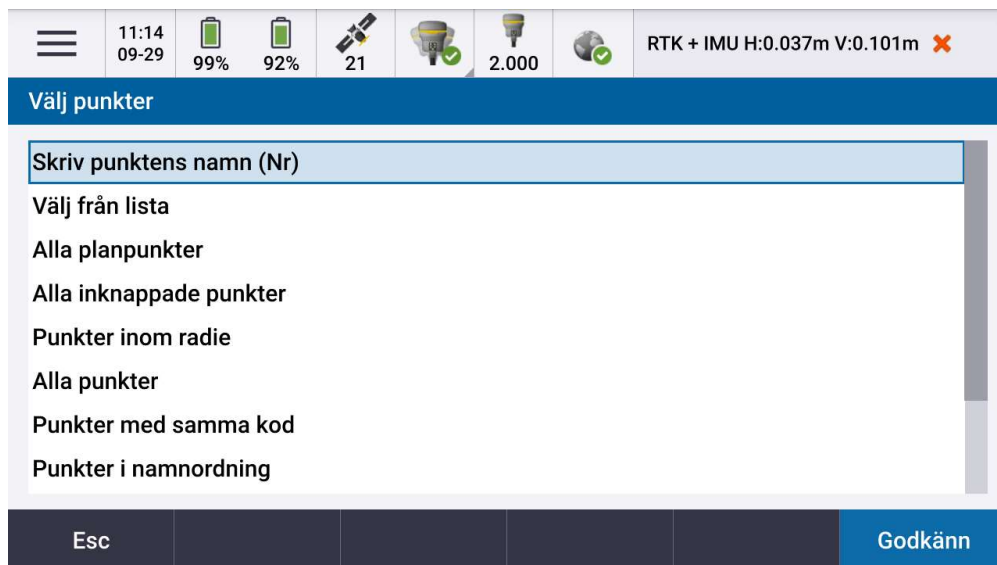 11:14
09-29
99%
92%
21
2.000
RTK + IMU H:0.037m V:0.101m
Välj punkter
Skriv punktens namn (Nr)
Välj från lista
Alla planpunkter
Alla inknappade punkter
Punkter inom radie
Alla punkter
Punkter med samma kod
Punkter i namnordning
Esc
Godkänn